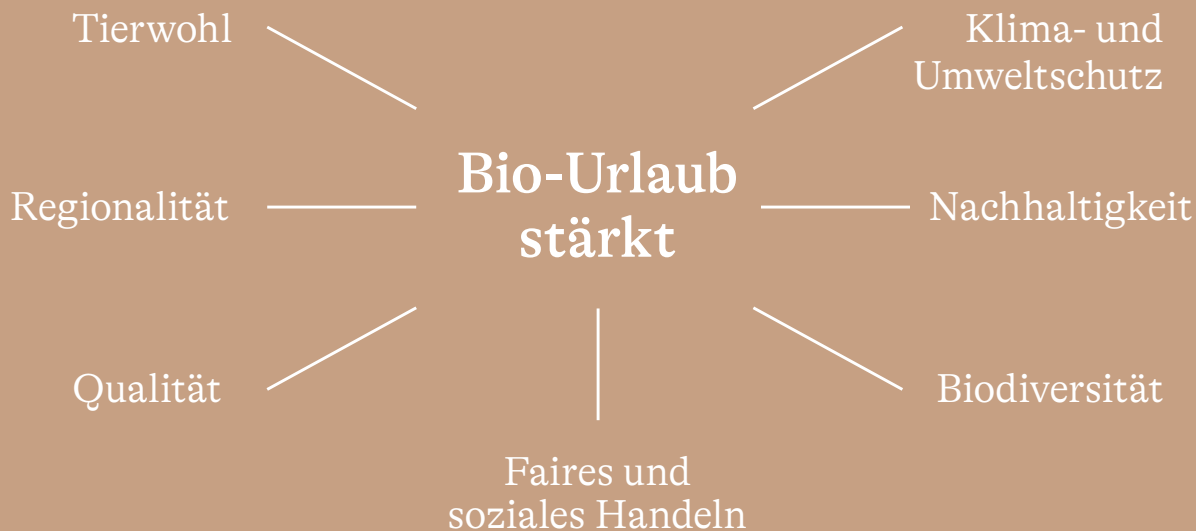 Tierwohl
Klima- und
Umweltschutz
Bio-Urlaub
stärkt
Regionalität
Nachhaltigkeit
Qualität
Biodiversität
Faires und
soziales Handeln